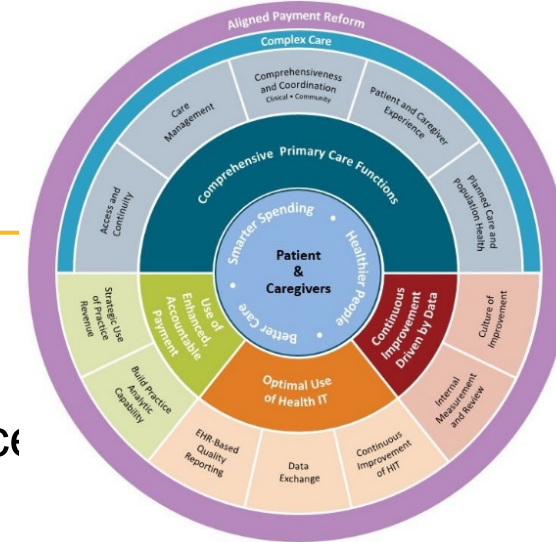 Aligned Payment Reform
Complex Care
Comprehensiveness
and Coordination
Clinical • Community
Care
Management
Patient and Caregiver
Experience
Access and
Continuity
Planned Care and
Population Health
Comprehensive Primary Care Functions
Smarter Spending
•
Healthier People
•
Better Care
•
Patient
&
Caregivers
Use of
Enhanced,
Accountable
Payment
Continuous
Improvement
Driven by Data
Optimal Use
of Health IT
Strategic Use
of Practice
Revenue
Build Practice
Analytic
Capability
EHR-Based
Quality
Reporting
Data
Exchange
Continuous
Improvement
of HIT
Internal
Measurement
and Review
Culture of
Improvement